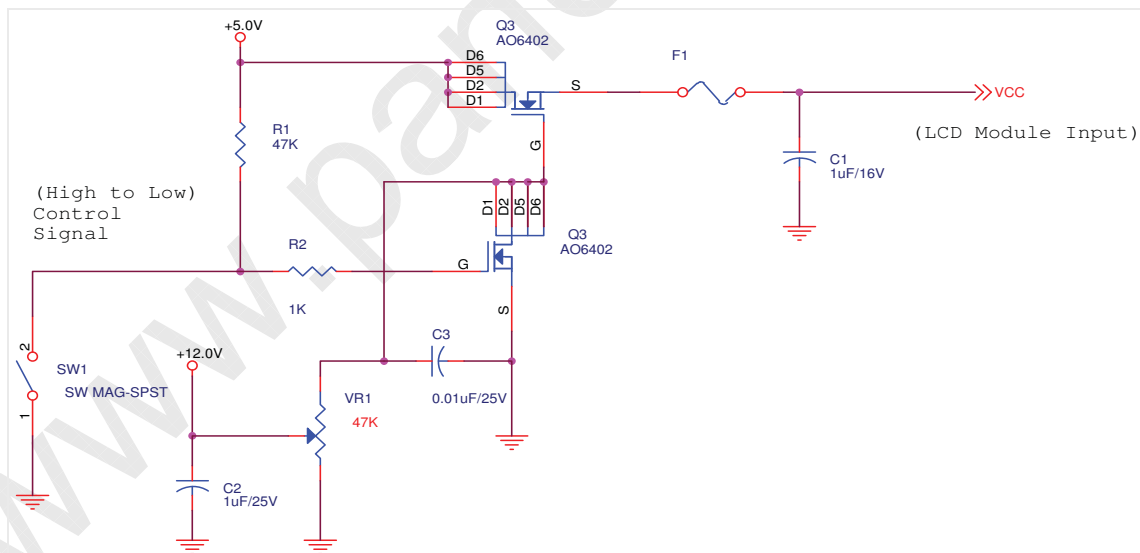 +5.0V
Q3
AO6402
D6
D5
D2
D1
S
G
F1
VCC
(LCD Module Input)
R1
47K
C1
1uF/16V
(High to Low)
Control
Signal
D1
D2
D5
D6
Q3
AO6402
R2
1K
G
S
2
SW1
SW MAG-SPST
1
+12.0V
C3
0.01uF/25V
VR1
47K
C2
1uF/25V
www.pan